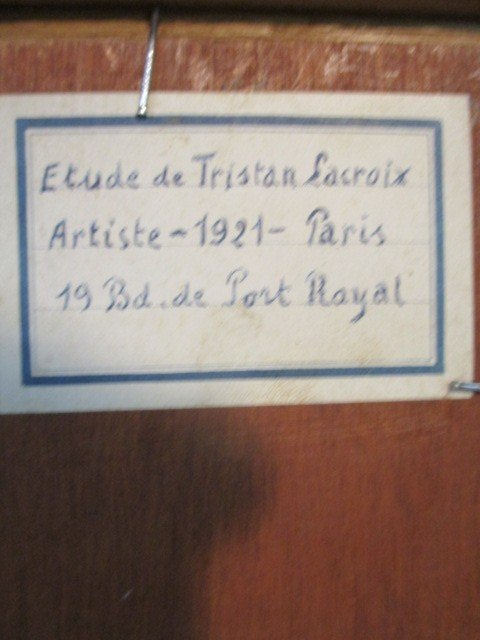 Etude de Tristan Lacroix
Artiste - 1921 - Paris
19 Bd. de Port Royal